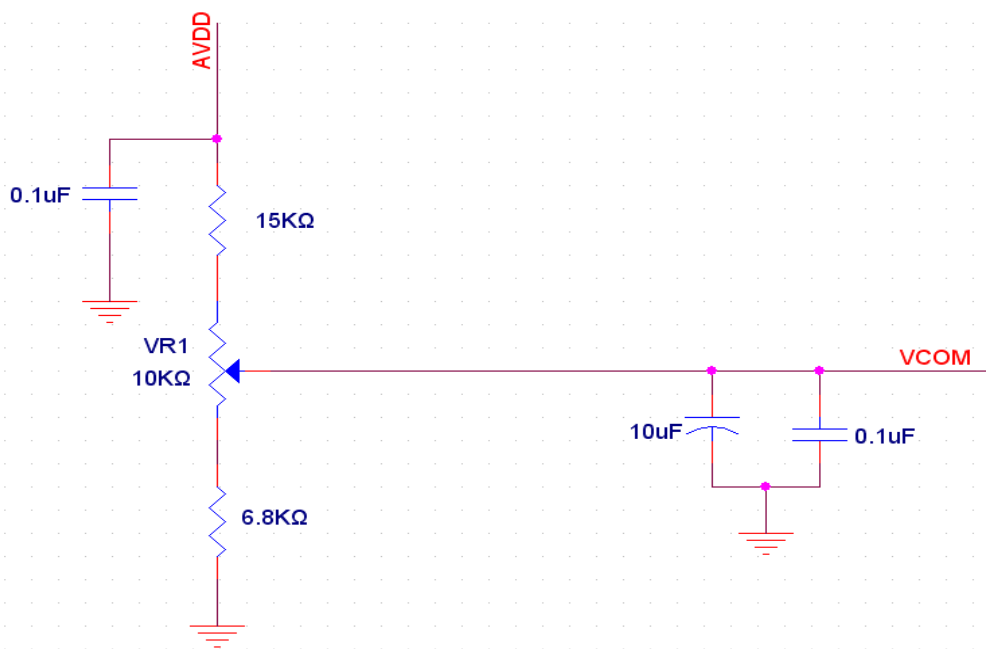 AVDD
0.1uF
15KΩ
VR1
10KΩ
VCOM
10uF
0.1uF
6.8KΩ